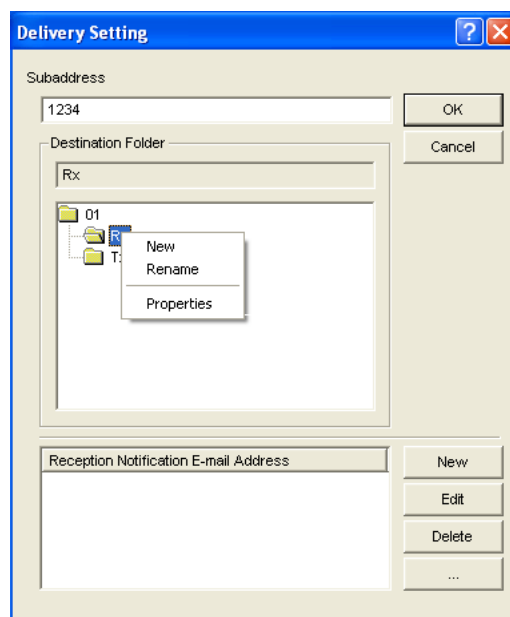 Delivery Setting
Subaddress
1234
OK
Destination Folder
Cancel
Rx
01
R
New
T
Rename
Properties
Reception Notification E-mail Address
New
Edit
Delete
...